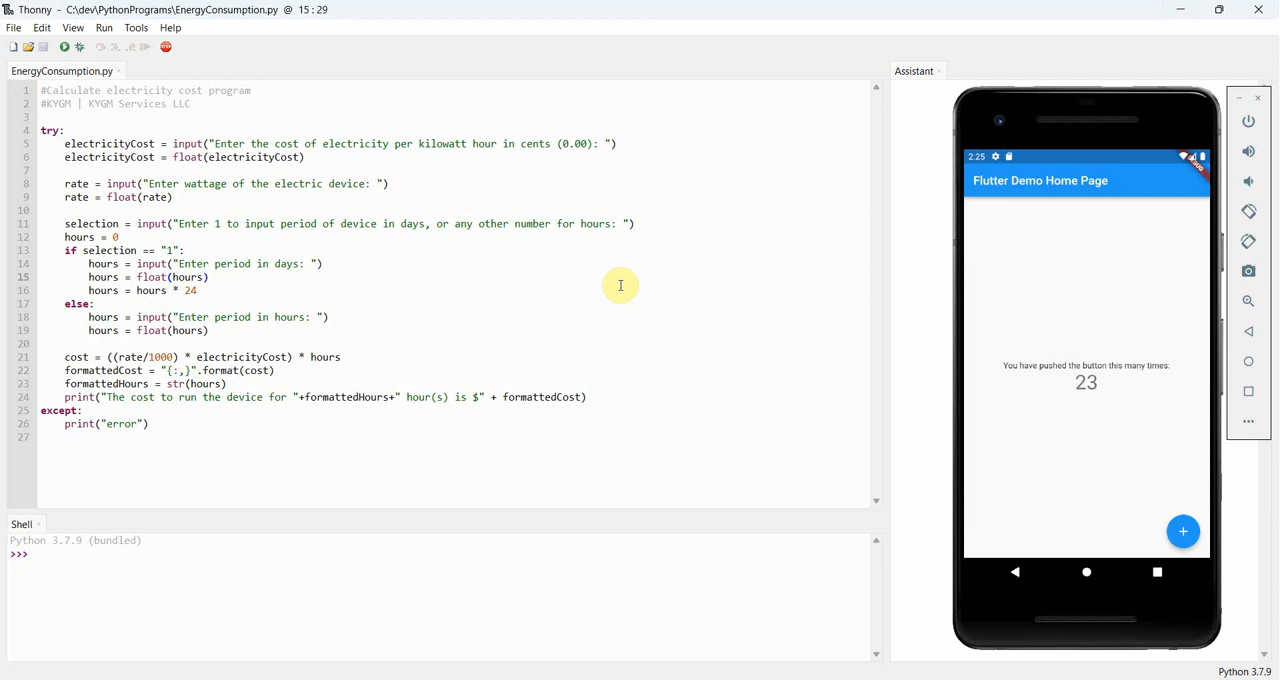 Thonny - C:\dev\PythonPrograms\EnergyConsumption.py @ 15 : 29
File Edit View Run Tools Help
STOP
EnergyConsumption.py ×
1 #Calculate electricity cost program
2 #KYGM | KYGM Services LLC
3
4 try:
5     electricityCost = input("Enter the cost of electricity per kilowatt hour in cents (0.00): ")
6     electricityCost = float(electricityCost)
7
8     rate = input("Enter wattage of the electric device: ")
9     rate = float(rate)
10
11     selection = input("Enter 1 to input period of device in days, or any other number for hours: ")
12     hours = 0
13     if selection == "1":
14         hours = input("Enter period in days: ")
15         hours = float(hours)
16         hours = hours * 24
17     else:
18         hours = input("Enter period in hours: ")
19         hours = float(hours)
20
21     cost = ((rate/1000) * electricityCost) * hours
22     formattedCost = "{:,}".format(cost)
23     formattedHours = str(hours)
24     print("The cost to run the device for "+formattedHours+" hour(s) is $" + formattedCost)
25 except:
26     print("error")
27
Shell ×
Python 3.7.9 (bundled)
>>>
Assistant ×
2:25
DEBUG
Flutter Demo Home Page
You have pushed the button this many times:
23
+
Python 3.7.9